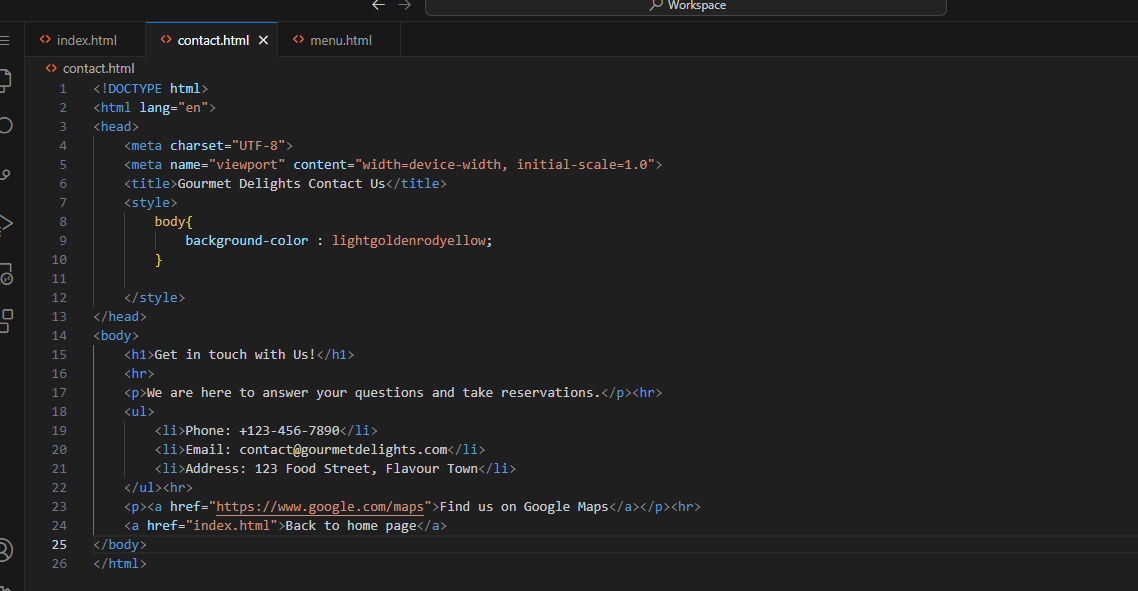 Workspace
index.html
contact.html
menu.html
contact.html
1 <!DOCTYPE html>
2 <html lang="en">
3 <head>
4     <meta charset="UTF-8">
5     <meta name="viewport" content="width=device-width, initial-scale=1.0">
6     <title>Gourmet Delights Contact Us</title>
7     <style>
8         body{
9             background-color : lightgoldenrodyellow;
10         }
11
12     </style>
13 </head>
14 <body>
15     <h1>Get in touch with Us!</h1>
16     <hr>
17     <p>We are here to answer your questions and take reservations.</p><hr>
18     <ul>
19         <li>Phone: +123-456-7890</li>
20         <li>Email: contact@gourmetdelights.com</li>
21         <li>Address: 123 Food Street, Flavour Town</li>
22     </ul><hr>
23     <p><a href="https://www.google.com/maps">Find us on Google Maps</a></p><hr>
24     <a href="index.html">Back to home page</a>
25 </body>
26 </html>